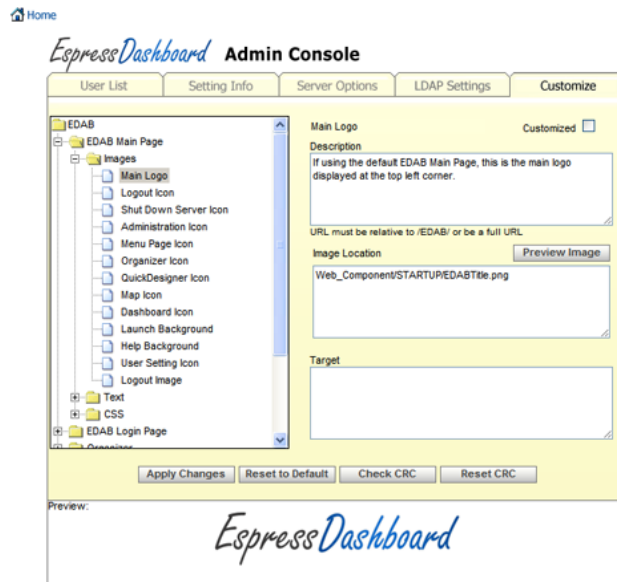 Home
EspressDashboard Admin Console
User List Setting Info Server Options LDAP Settings Customize
EDAB
EDAB Main Page
Images
Main Logo
Logout Icon
Shut Down Server Icon
Administration Icon
Menu Page Icon
Organizer Icon
QuickDesigner Icon
Map Icon
Dashboard Icon
Launch Background
Help Background
User Setting Icon
Logout Image
Text
CSS
EDAB Login Page
Organizer
Main Logo Customized
Description
If using the default EDAB Main Page, this is the main logo
displayed at the top left corner.
URL must be relative to /EDAB/ or be a full URL
Image Location Preview Image
Web_Component/STARTUP/EDABTitle.png
Target
Apply Changes Reset to Default Check CRC Reset CRC
Preview:
EspressDashboard